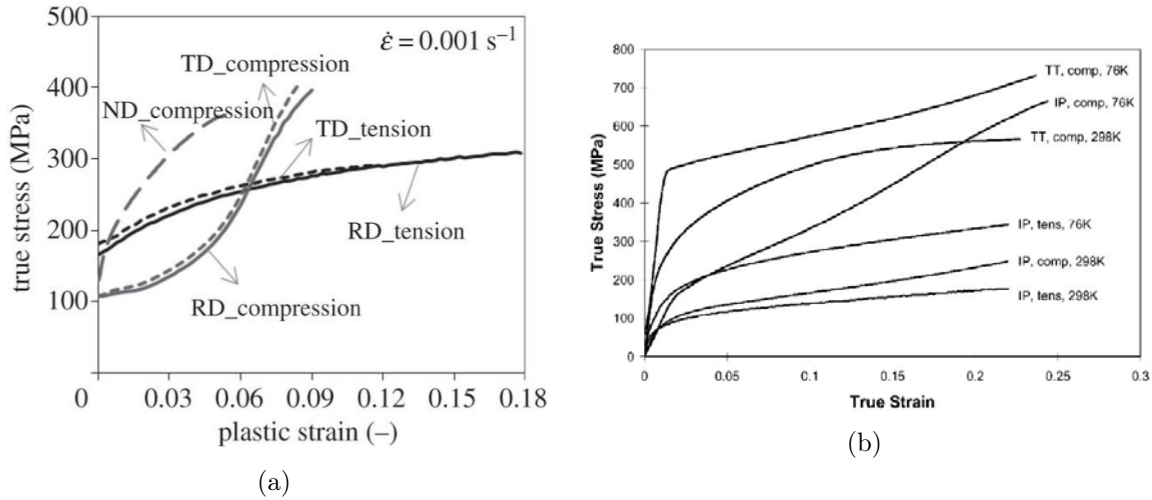 500
400
300
200
100
0
0.03
0.06
0.09
0.12
0.15
0.18
true stress (MPa)
plastic strain (–)
ε̇ = 0.001 s⁻¹
TD_compression
ND_compression
TD_tension
RD_tension
RD_compression
(a)
800
700
600
500
400
300
200
100
0
0
0.05
0.1
0.15
0.2
0.25
0.3
True Stress (MPa)
True Strain
TT, comp, 76K
IP, comp, 76K
TT, comp, 298K
IP, tens, 76K
IP, comp, 298K
IP, tens, 298K
(b)